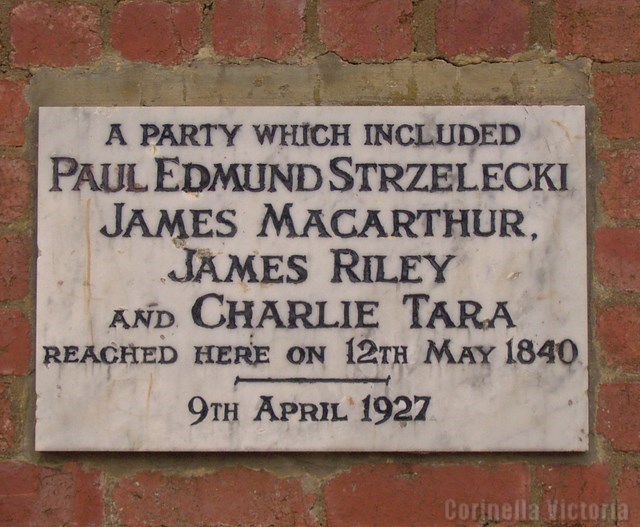 A PARTY WHICH INCLUDED
PAUL EDMUND STRZELECKI
JAMES MACARTHUR,
JAMES RILEY
AND CHARLIE TARA
REACHED HERE ON 12TH MAY 1840
9TH APRIL 1927
Corinella Victoria